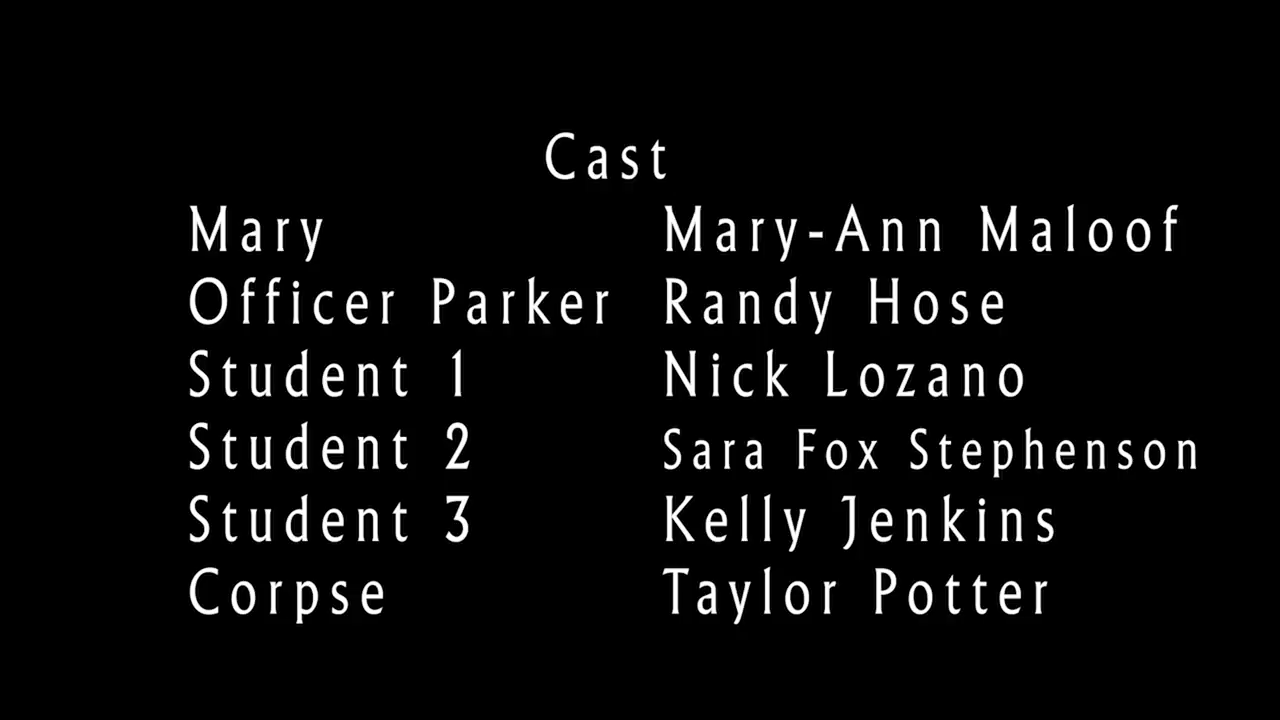 Cast
Mary Mary-Ann Maloof
Officer Parker Randy Hose
Student 1 Nick Lozano
Student 2 Sara Fox Stephenson
Student 3 Kelly Jenkins
Corpse Taylor Potter